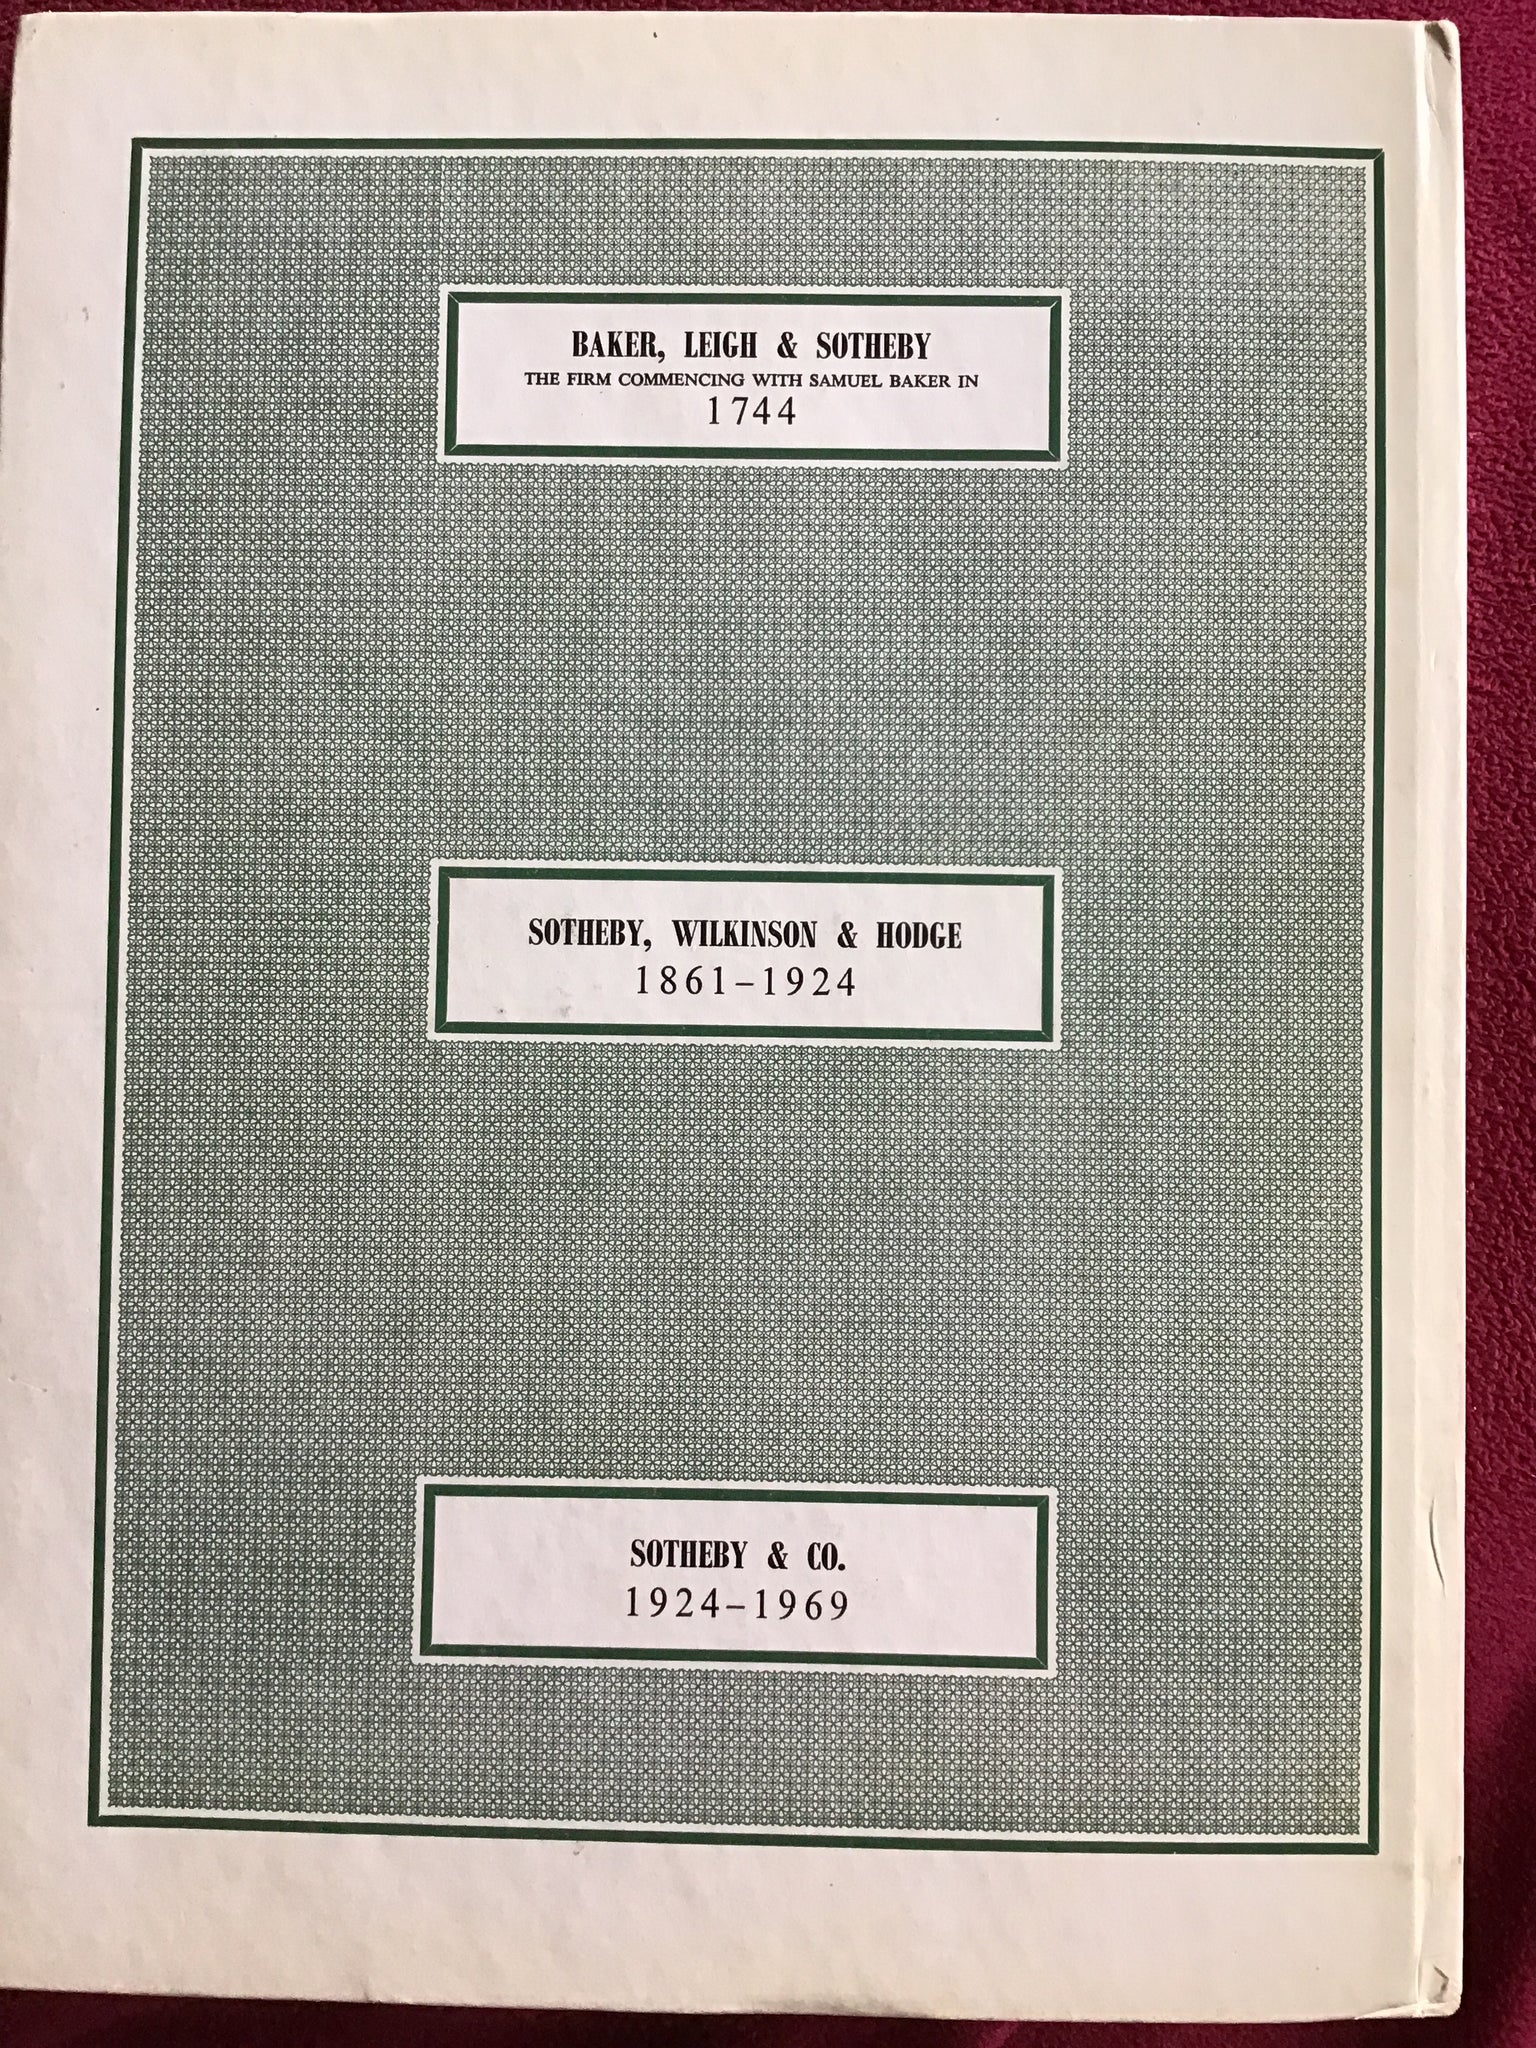 BAKER, LEIGH & SOTHEBY
THE FIRM COMMENCING WITH SAMUEL BAKER IN
1744
SOTHEBY, WILKINSON & HODGE
1861–1924
SOTHEBY & CO.
1924–1969